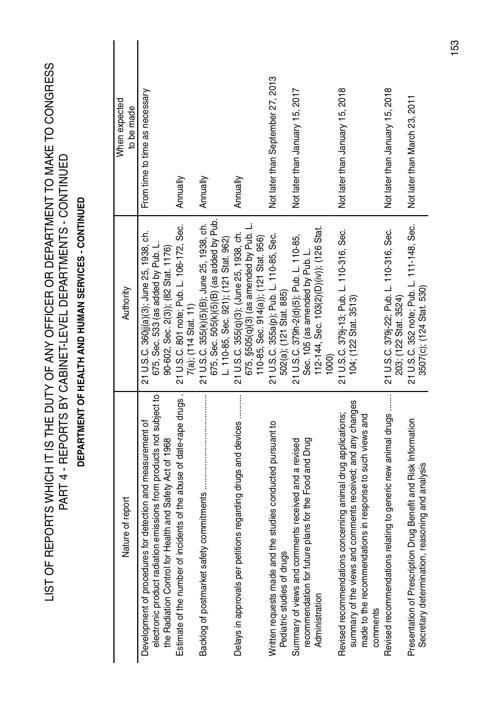 LIST OF REPORTS WHICH IT IS THE DUTY OF ANY OFFICER OR DEPARTMENT TO MAKE TO CONGRESS
PART 4 - REPORTS BY CABINET-LEVEL DEPARTMENTS - CONTINUED
DEPARTMENT OF HEALTH AND HUMAN SERVICES - CONTINUED
Nature of report
Authority
When expected
to be made
Development of procedures for detection and measurement of
electronic product radiation emissions from products not subject to
the Radiation Control for Health and Safety Act of 1968
21 U.S.C. 360jj(a)(3); June 25, 1938, ch.
675, Sec. 533 (as added by Pub. L.
90-602, Sec. 2(3)); (82 Stat. 1176)
From time to time as necessary
Estimate of the number of incidents of the abuse of date-rape drugs .
21 U.S.C. 801 note; Pub. L. 106-172, Sec.
7(a); (114 Stat. 11)
Annually
Backlog of postmarket safety commitments ................................
21 U.S.C. 355(k)(5)(B); June 25, 1938, ch.
675, Sec. 505(k)(5)(B) (as added by Pub.
L. 110-85, Sec. 921); (121 Stat. 962)
Annually
Delays in approvals per petitions regarding drugs and devices .........
21 U.S.C. 355(q)(3); (June 25, 1938, ch.
675, §505(q)(3) (as amended by Pub. L.
110-85, Sec. 914(a)); (121 Stat. 956)
Annually
Written requests made and the studies conducted pursuant to
Pediatric studies of drugs
21 U.S.C. 355a(p); Pub. L. 110-85, Sec.
502(a); (121 Stat. 885)
Not later than September 27, 2013
Summary of views and comments received and a revised
recommendation for future plans for the Food and Drug
Administration
21 U.S.C. 379h-2(d)(5); Pub. L. 110-85,
Sec. 105 (as amended by Pub. L.
112-144, Sec. 103(2)(D)(iv)); (126 Stat.
1000)
Not later than January 15, 2017
Revised recommendations concerning animal drug applications;
summary of the views and comments received; and any changes
made to the recommendations in response to such views and
comments
21 U.S.C. 379j-13; Pub. L. 110-316, Sec.
104; (122 Stat. 3513)
Not later than January 15, 2018
Revised recommendations relating to generic new animal drugs......
21 U.S.C. 379j-22; Pub. L. 110-316, Sec.
203; (122 Stat. 3524)
Not later than January 15, 2018
Presentation of Prescription Drug Benefit and Risk Information
Secretary determination, reasoning and analysis
21 U.S.C. 352 note; Pub. L. 111-148, Sec.
3507(c); (124 Stat. 530)
Not later than March 23, 2011
153